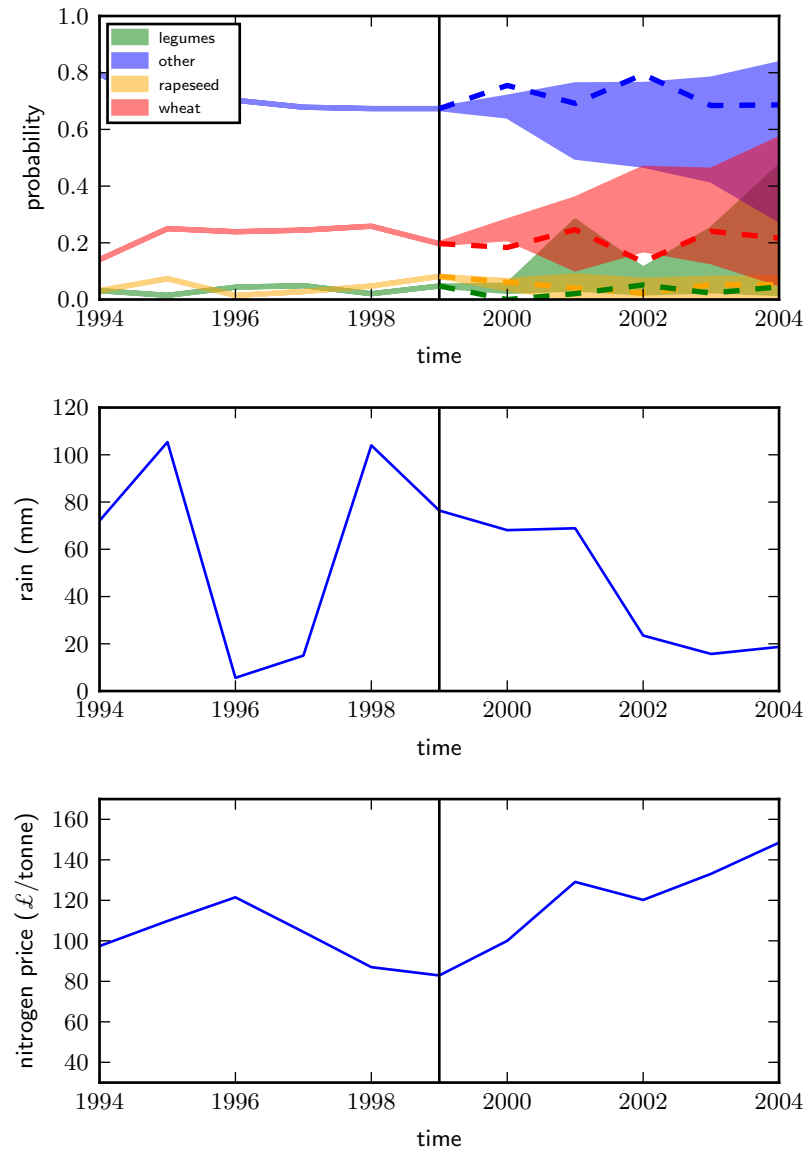 1.0
0.8
0.6
0.4
0.2
0.0
probability
legumes
other
rapeseed
wheat
1994 1996 1998 2000 2002 2004
time
120
100
80
60
40
20
0
rain (mm)
1994 1996 1998 2000 2002 2004
time
160
140
120
100
80
60
40
nitrogen price (£/tonne)
1994 1996 1998 2000 2002 2004
time